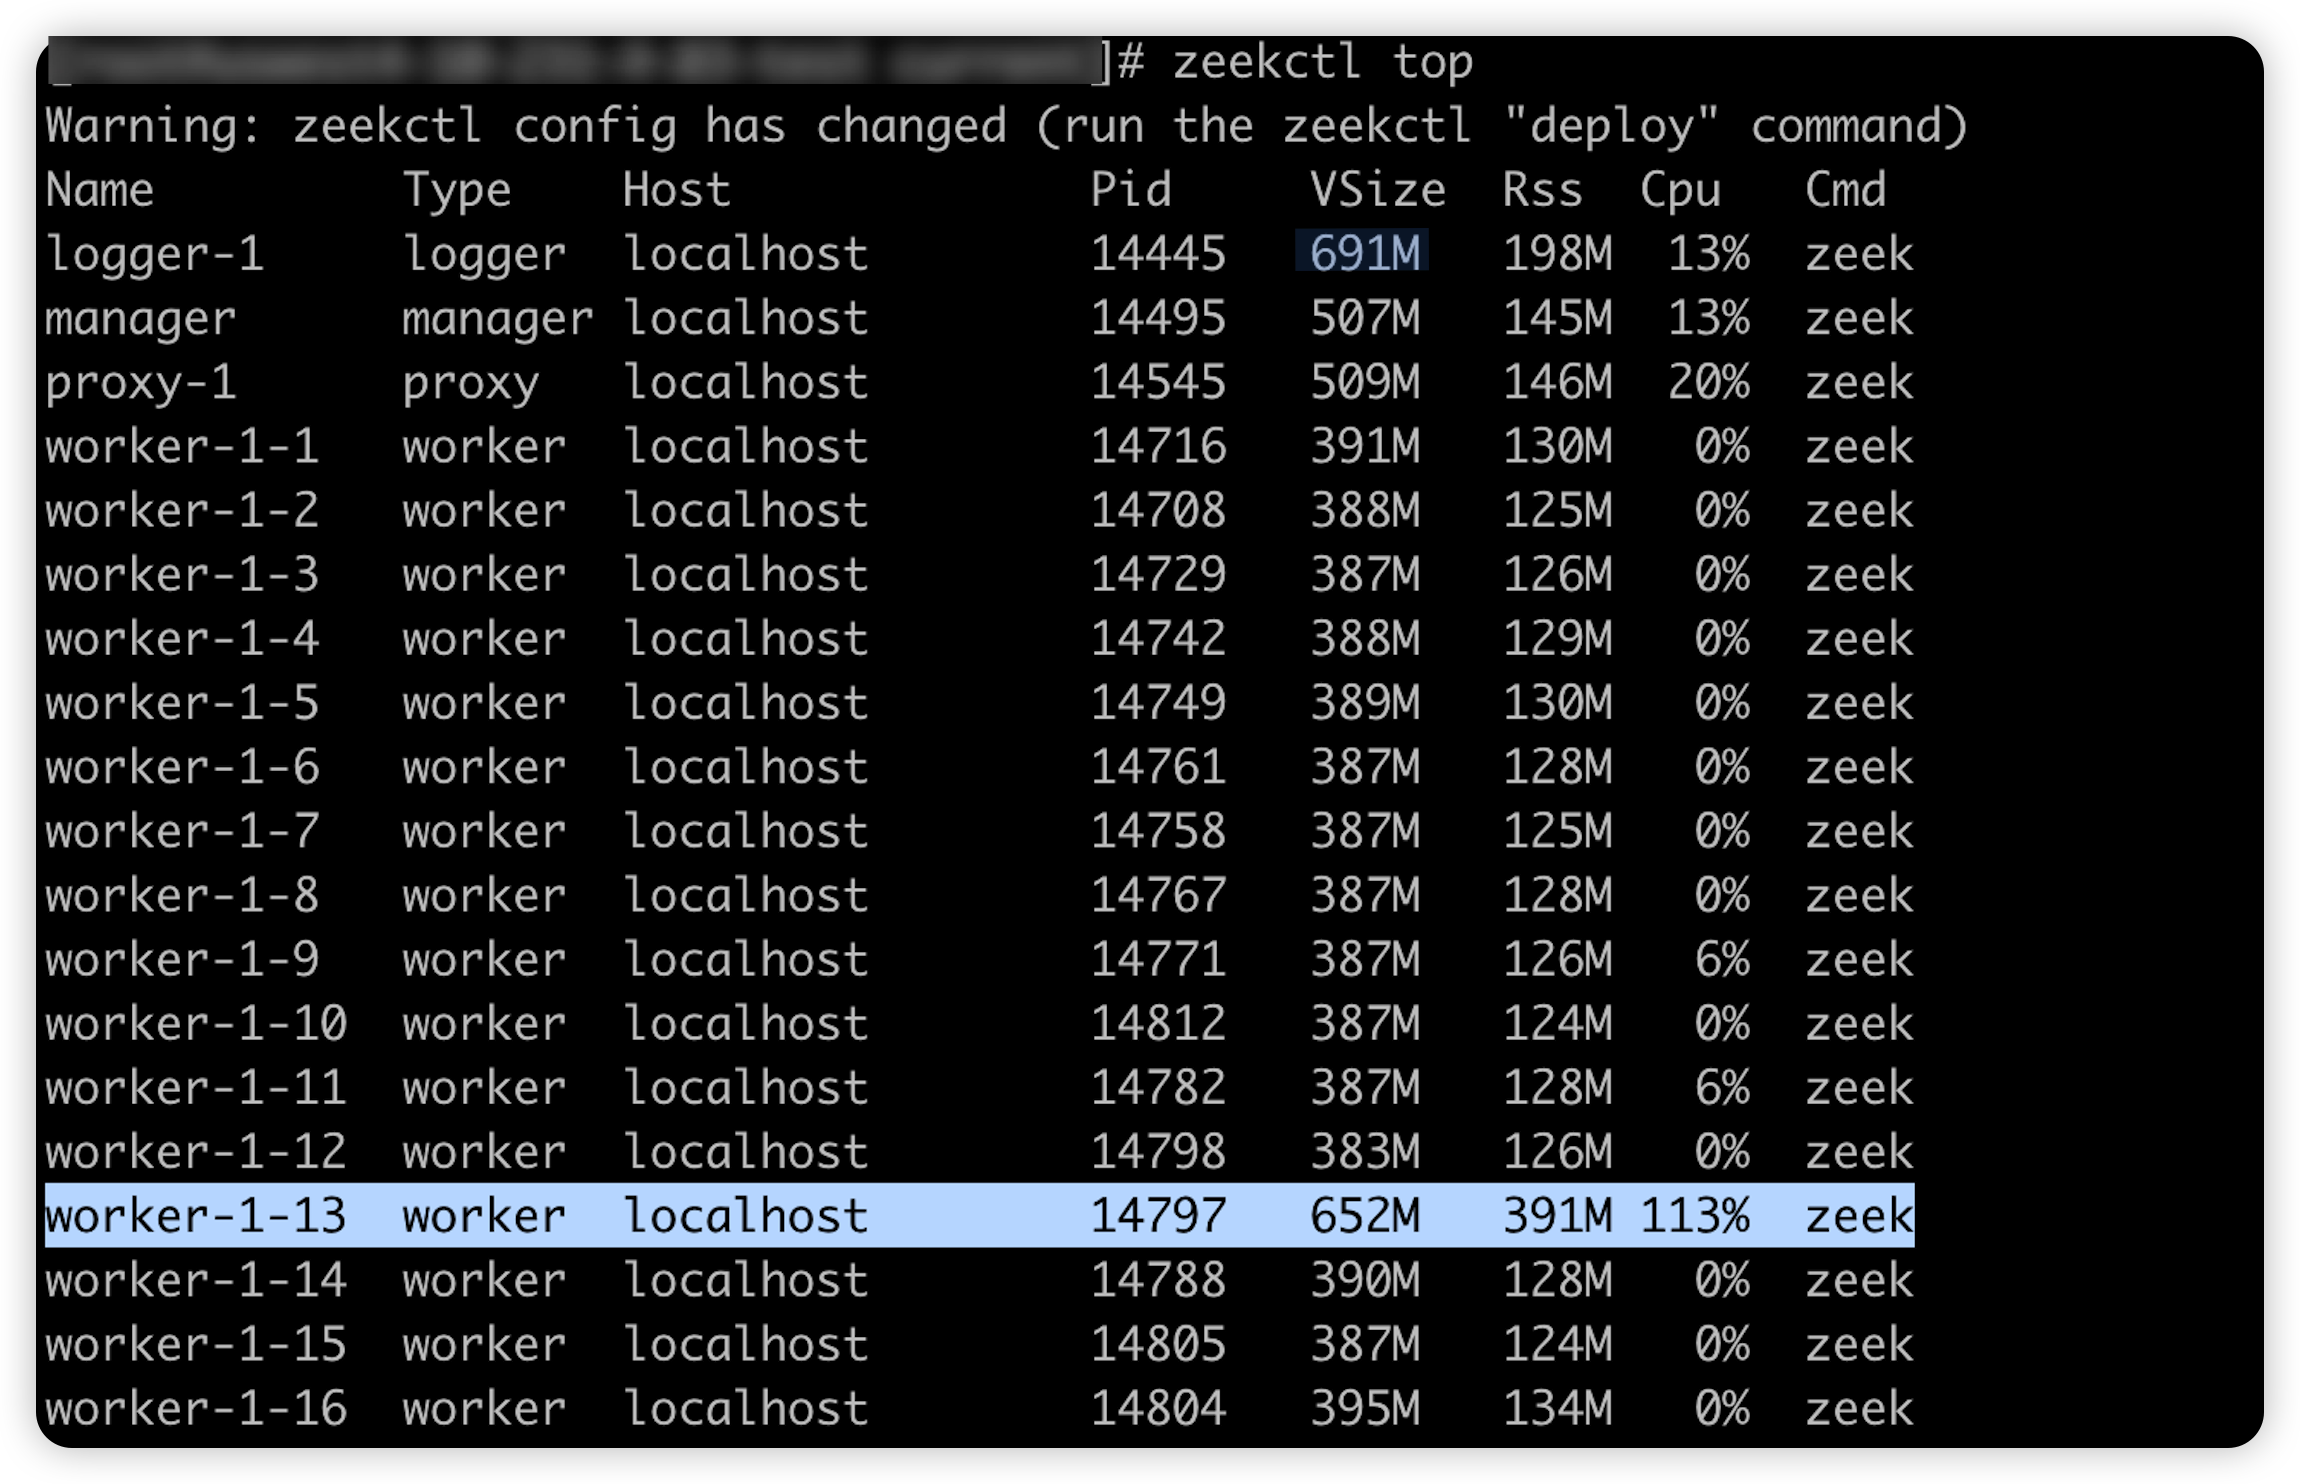 ]# zeekctl top
Warning: zeekctl config has changed (run the zeekctl "deploy" command)
Name Type Host Pid VSize Rss Cpu Cmd
logger-1 logger localhost 14445 691M 198M 13% zeek
manager manager localhost 14495 507M 145M 13% zeek
proxy-1 proxy localhost 14545 509M 146M 20% zeek
worker-1-1 worker localhost 14716 391M 130M 0% zeek
worker-1-2 worker localhost 14708 388M 125M 0% zeek
worker-1-3 worker localhost 14729 387M 126M 0% zeek
worker-1-4 worker localhost 14742 388M 129M 0% zeek
worker-1-5 worker localhost 14749 389M 130M 0% zeek
worker-1-6 worker localhost 14761 387M 128M 0% zeek
worker-1-7 worker localhost 14758 387M 125M 0% zeek
worker-1-8 worker localhost 14767 387M 128M 0% zeek
worker-1-9 worker localhost 14771 387M 126M 6% zeek
worker-1-10 worker localhost 14812 387M 124M 0% zeek
worker-1-11 worker localhost 14782 387M 128M 6% zeek
worker-1-12 worker localhost 14798 383M 126M 0% zeek
worker-1-13 worker localhost 14797 652M 391M 113% zeek
worker-1-14 worker localhost 14788 390M 128M 0% zeek
worker-1-15 worker localhost 14805 387M 124M 0% zeek
worker-1-16 worker localhost 14804 395M 134M 0% zeek